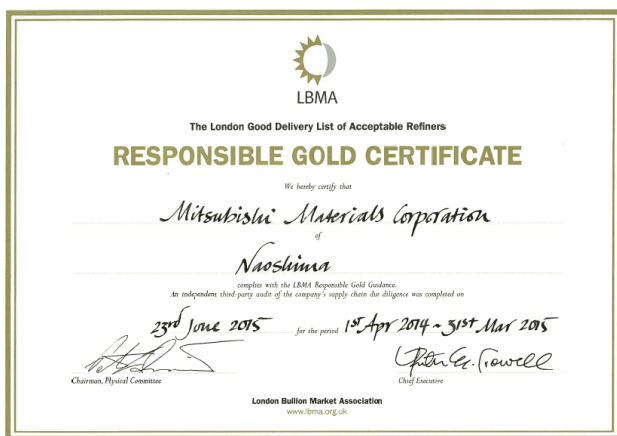 LBMA
The London Good Delivery List of Acceptable Refiners
RESPONSIBLE GOLD CERTIFICATE
We hereby certify that
Mitsubishi Materials Corporation
of
Naoshima
complies with the LBMA Responsible Gold Guidance.
An independent third-party audit of the company's supply chain due diligence was completed on
23rd June 2015 for the period 1st Apr 2014 ~ 31st Mar 2015
Chairman, Physical Committee
Chief Executive
London Bullion Market Association
www.lbma.org.uk